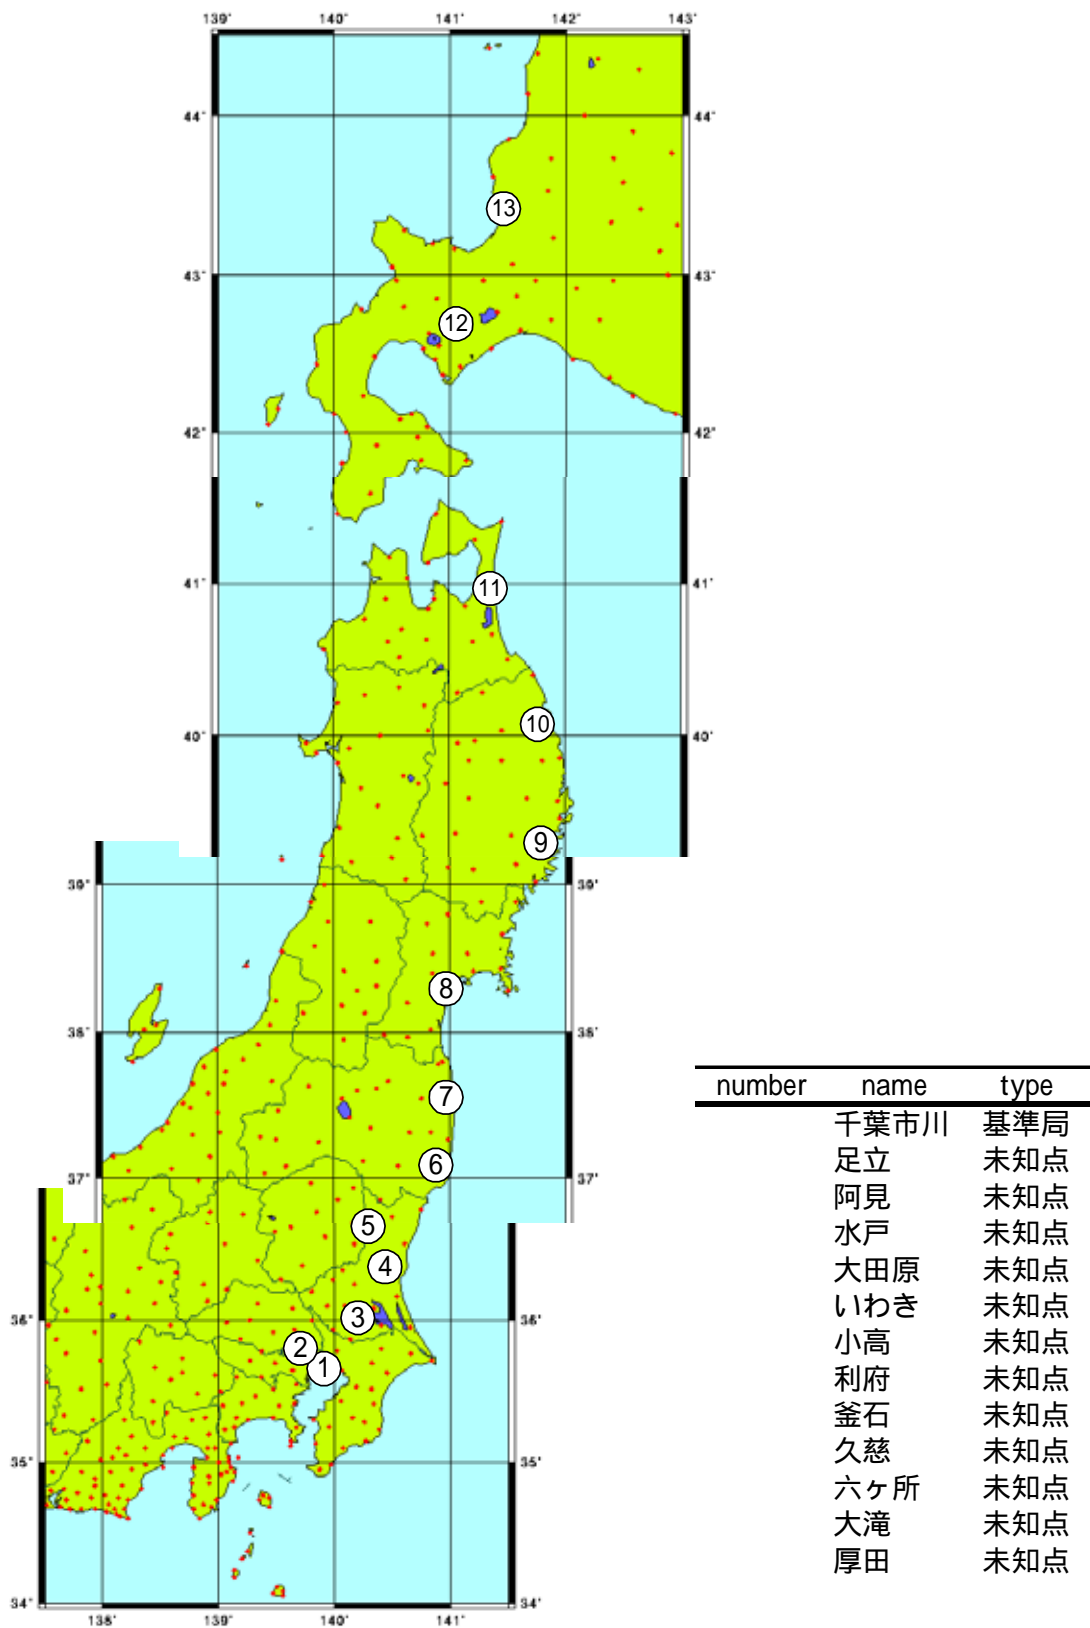 139° 140° 141° 142° 143°
44° 44°
13
43° 43°
12
42° 42°
11
41° 41°
10
40° 40°
9
39° 39°
8
38° 38°
7
6
37° 37°
5
4
3
36° 36°
2
1
35° 35°
34° 34°
138° 139° 140° 141°
number name type
千葉市川 基準局
足立 未知点
阿見 未知点
水戸 未知点
大田原 未知点
いわき 未知点
小高 未知点
利府 未知点
釜石 未知点
久慈 未知点
六ヶ所 未知点
大滝 未知点
厚田 未知点